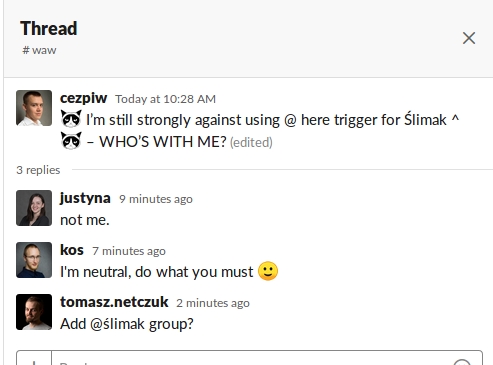 Thread
# waw
cezpiw Today at 10:28 AM
I'm still strongly against using @ here trigger for Ślimak ^
– WHO'S WITH ME? (edited)
3 replies
justyna 9 minutes ago
not me.
kos 7 minutes ago
I'm neutral, do what you must
tomasz.netczuk 2 minutes ago
Add @ślimak group?